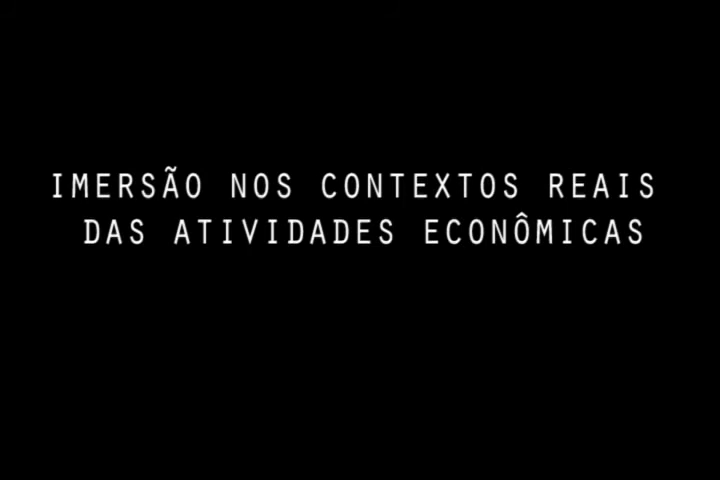 IMERSÃO NOS CONTEXTOS REAIS
DAS ATIVIDADES ECONÔMICAS